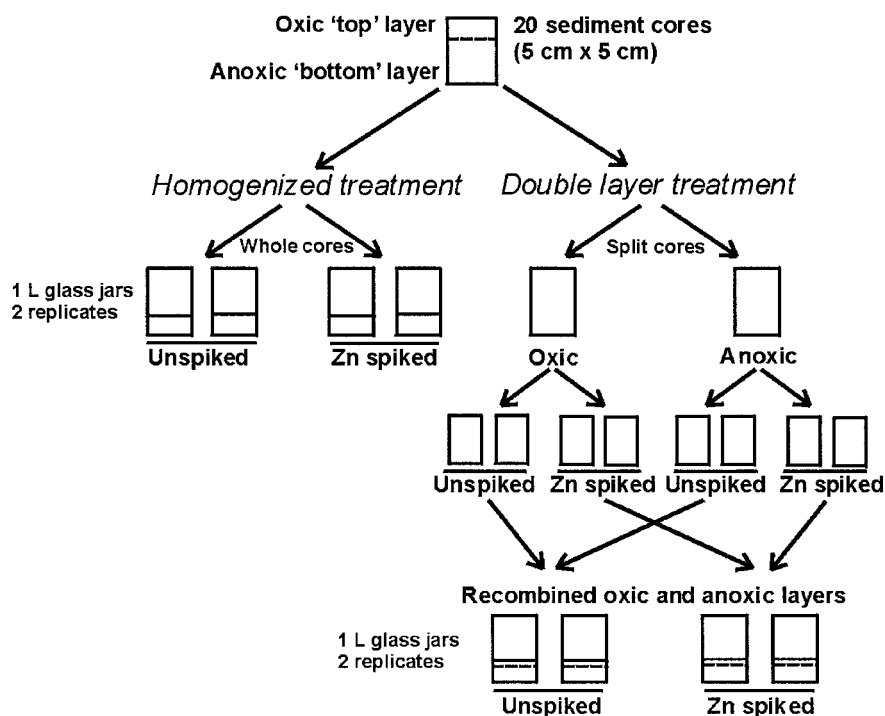 Oxic ‘top’ layer
20 sediment cores
(5 cm x 5 cm)
Anoxic ‘bottom’ layer
Homogenized treatment
Double layer treatment
Whole cores
Split cores
1 L glass jars
2 replicates
Unspiked
Zn spiked
Oxic
Anoxic
Unspiked
Zn spiked
Unspiked
Zn spiked
Recombined oxic and anoxic layers
1 L glass jars
2 replicates
Unspiked
Zn spiked